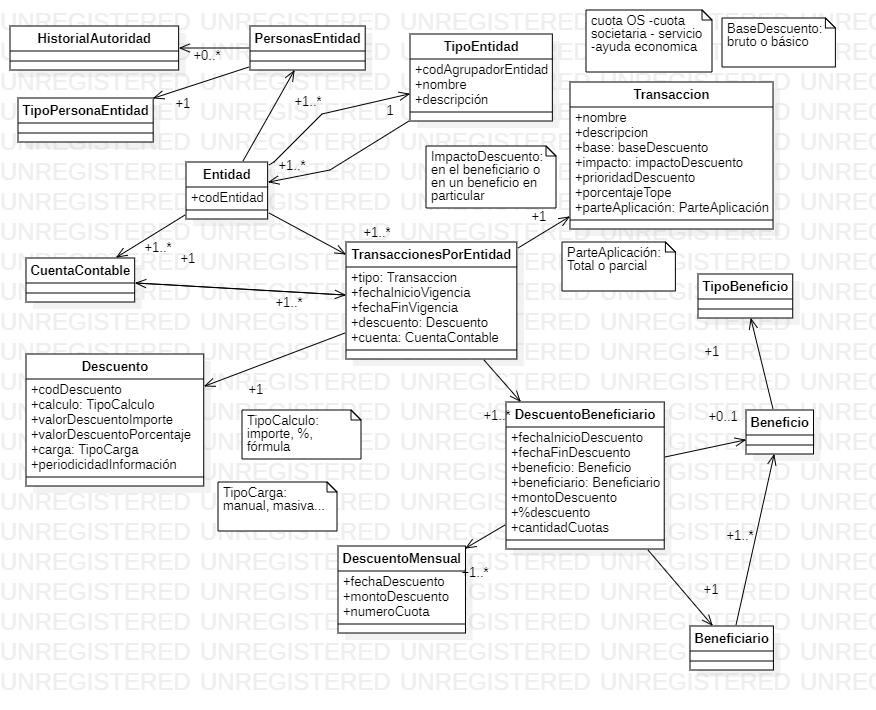 HistorialAutoridad
PersonasEntidad
+0..*
TipoPersonaEntidad
+1
TipoEntidad
+codAgrupadorEntidad
+nombre
+descripción
+1..*
1
cuota OS -cuota
societaria - servicio
-ayuda economica
BaseDescuento:
bruto o básico
Transaccion
+nombre
+descripcion
+base: baseDescuento
+impacto: impactoDescuento
+prioridadDescuento
+porcentajeTope
+parteAplicación: ParteAplicación
+1..*
Entidad
+codEntidad
ImpactoDescuento:
en el beneficiario o
en un beneficio en
particular
+1
+1..*
+1..*
+1
CuentaContable
+1..*
TransaccionesPorEntidad
+tipo: Transaccion
+fechaInicioVigencia
+fechaFinVigencia
+descuento: Descuento
+cuenta: CuentaContable
ParteAplicación:
Total o parcial
TipoBeneficio
+1
Descuento
+codDescuento
+calculo: TipoCalculo
+valorDescuentoImporte
+valorDescuentoPorcentaje
+carga: TipoCarga
+periodicidadInformación
+1
TipoCalculo:
importe, %,
fórmula
TipoCarga:
manual, masiva...
+1..*
DescuentoBeneficiario
+fechaInicioDescuento
+fechaFinDescuento
+beneficio: Beneficio
+beneficiario: Beneficiario
+montoDescuento
+%descuento
+cantidadCuotas
+0..1
Beneficio
+1..*
DescuentoMensual
+fechaDescuento
+montoDescuento
+numeroCuota
+1..*
+1
Beneficiario
UNREGISTERED